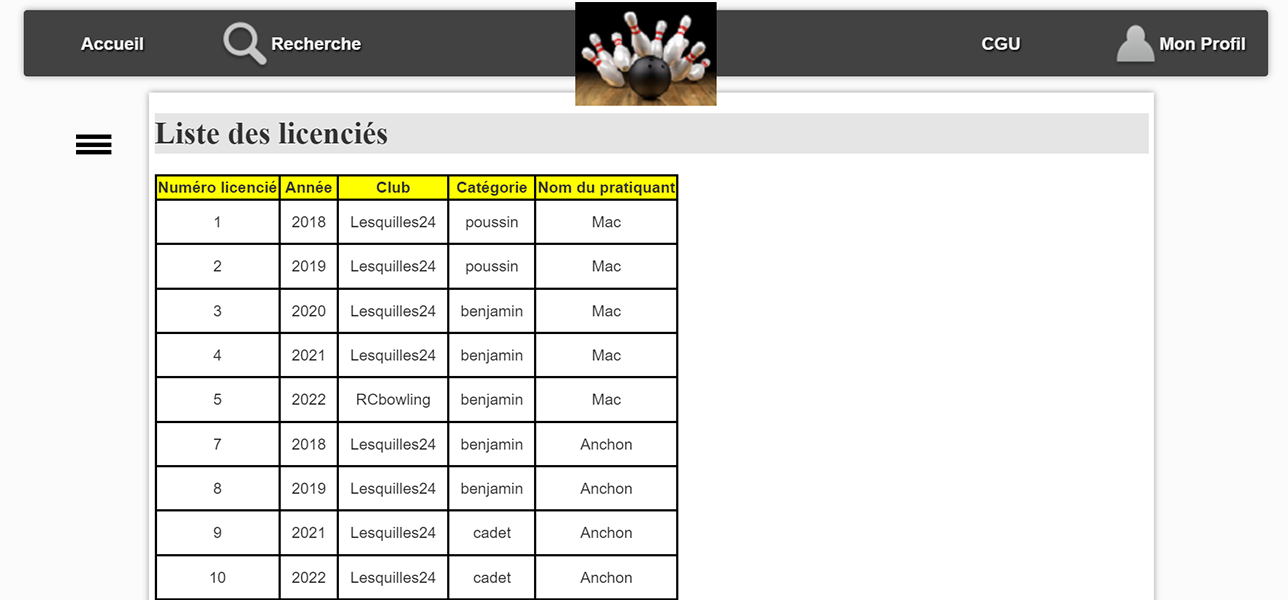 Accueil Recherche CGU Mon Profil
Liste des licenciés
Numéro licencié Année Club Catégorie Nom du pratiquant
1 2018 Lesquilles24 poussin Mac
2 2019 Lesquilles24 poussin Mac
3 2020 Lesquilles24 benjamin Mac
4 2021 Lesquilles24 benjamin Mac
5 2022 RCbowling benjamin Mac
7 2018 Lesquilles24 benjamin Anchon
8 2019 Lesquilles24 benjamin Anchon
9 2021 Lesquilles24 cadet Anchon
10 2022 Lesquilles24 cadet Anchon